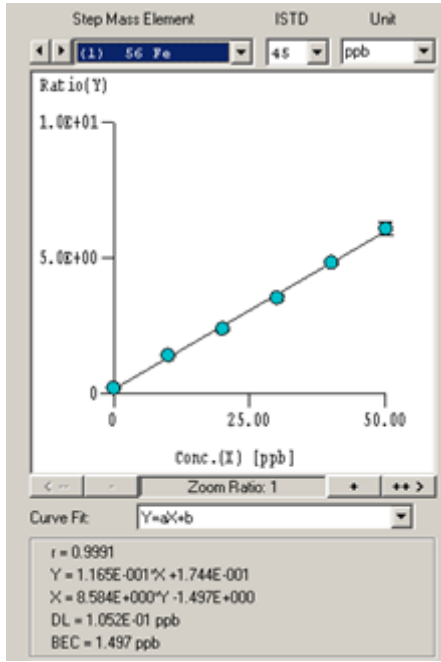 Step Mass Element ISTD Unit
(1) 56 Fe 45 ppb
Ratio(Y)
1.0E+01
5.0E+00
0
0 25.00 50.00
Conc.(X) [ppb]
< -- - Zoom Ratio: 1 + ++ >
Curve Fit: Y=aX+b
r = 0.9991
Y = 1.165E-001*X +1.744E-001
X = 8.584E+000*Y -1.497E+000
DL = 1.052E-01 ppb
BEC = 1.497 ppb